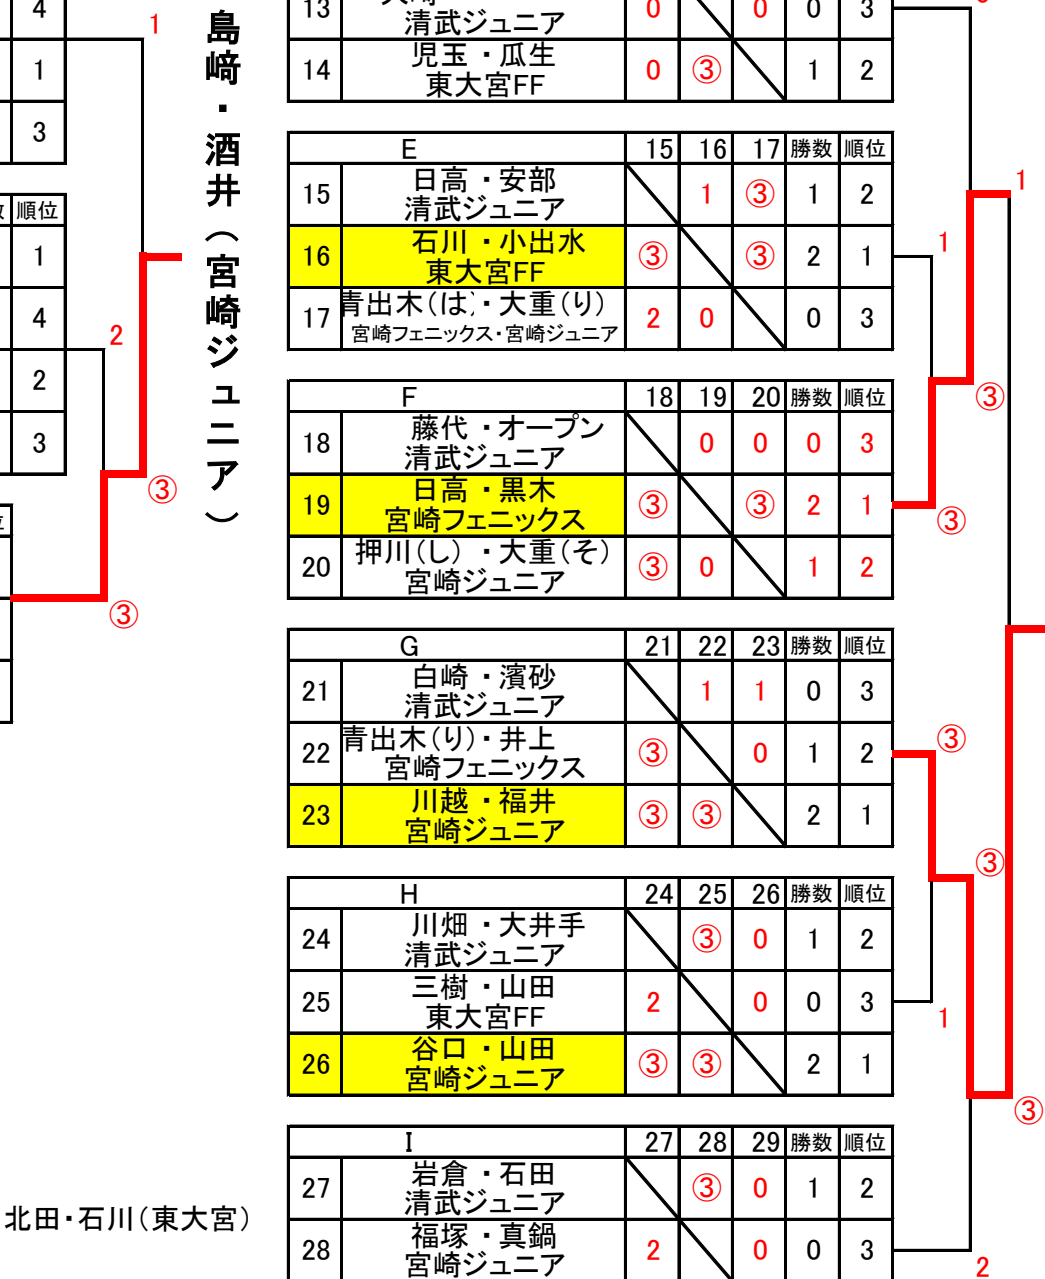 4
1
3
順位
1
4
2
3
1
2
③
③
島﨑・酒井（宮崎ジュニア）
北田・石川（東大宮）
13 清武ジュニア 0 0 0 3
14 児玉・瓜生 0 ③ 1 2
東大宮FF
E 15 16 17 勝数 順位
15 日高・安部 1 ③ 1 2
清武ジュニア
16 石川・小出水 ③ ③ 2 1
東大宮FF
17 青出木（は）・大重（り） 2 0 0 3
宮崎フェニックス・宮崎ジュニア
F 18 19 20 勝数 順位
18 藤代・オープン 0 0 0 3
清武ジュニア
19 日高・黒木 ③ ③ 2 1
宮崎フェニックス
20 押川（し）・大重（そ） ③ 0 1 2
宮崎ジュニア
G 21 22 23 勝数 順位
21 白崎・濱砂 1 1 0 3
清武ジュニア
22 青出木（り）・井上 ③ 0 1 2
宮崎フェニックス
23 川越・福井 ③ ③ 2 1
宮崎ジュニア
H 24 25 26 勝数 順位
24 川畑・大井手 ③ 0 1 2
清武ジュニア
25 三樹・山田 2 0 0 3
東大宮FF
26 谷口・山田 ③ ③ 2 1
宮崎ジュニア
I 27 28 29 勝数 順位
27 岩倉・石田 ③ 0 1 2
清武ジュニア
28 福塚・真鍋 2 0 0 3
宮崎ジュニア
1
1
③
③
③
③
1
③
2